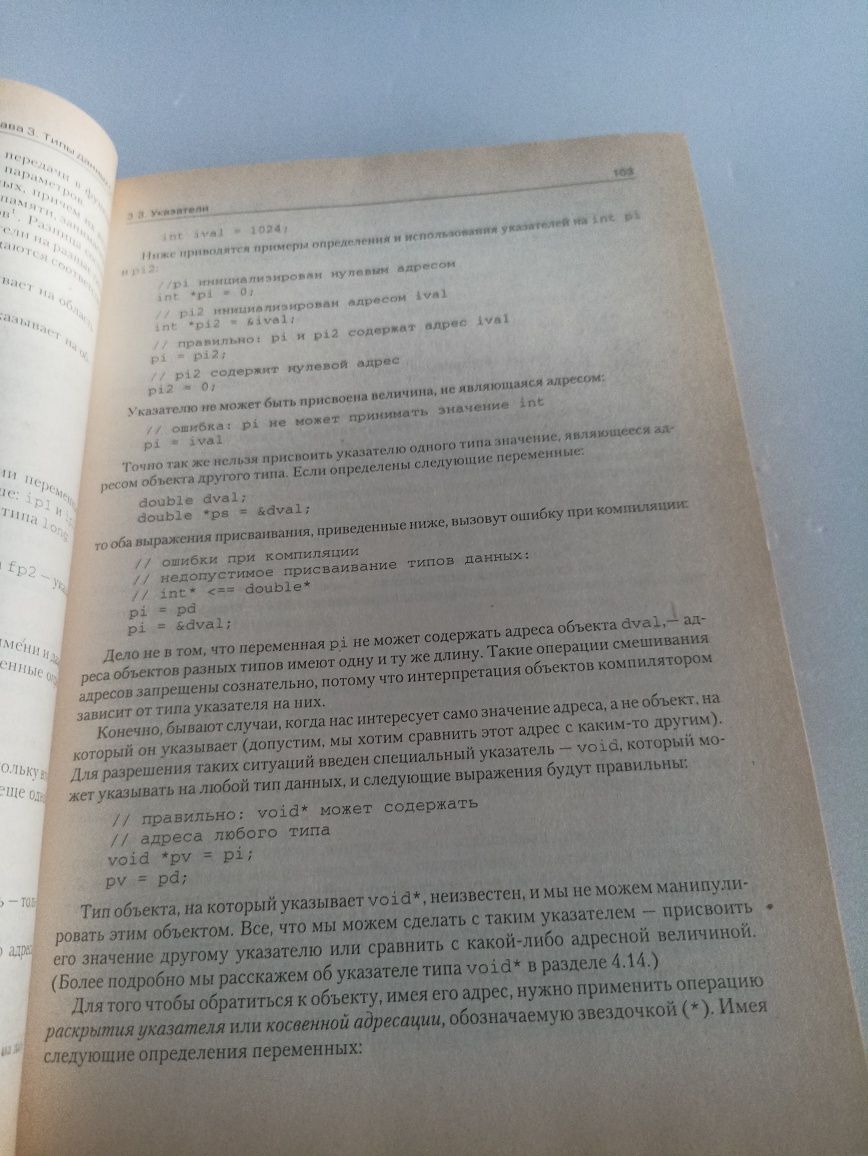 Типы данных
передачи в
параметров
3.3. Указатели 103
int ival = 1024;
Ниже приводятся примеры определения и использования указателей на int pi
и pi2:
//pi инициализирован нулевым адресом
int *pi = 0;
// pi2 инициализирован адресом ival
int *pi2 = &ival;
// правильно: pi и pi2 содержат адрес ival
pi = pi2;
// pi2 содержит нулевой адрес
pi2 = 0;
Указателю не может быть присвоена величина, не являющаяся адресом:
// ошибка: pi не может принимать значение int
pi = ival
Точно так же нельзя присвоить указателю одного типа значение, являющееся ад-
ресом объекта другого типа. Если определены следующие переменные:
double dval;
double *ps = &dval;
то оба выражения присваивания, приведенные ниже, вызовут ошибку при компиляции:
// ошибки при компиляции
// недопустимое присваивание типов данных:
// int* <== double*
pi = pd
pi = &dval;
Дело не в том, что переменная pi не может содержать адреса объекта dval, — ад-
реса объектов разных типов имеют одну и ту же длину. Такие операции смешивания
адресов запрещены сознательно, потому что интерпретация объектов компилятором
зависит от типа указателя на них.
Конечно, бывают случаи, когда нас интересует само значение адреса, а не объект, на
который он указывает (допустим, мы хотим сравнить этот адрес с каким-то другим).
Для разрешения таких ситуаций введен специальный указатель — void, который мо-
жет указывать на любой тип данных, и следующие выражения будут правильны:
// правильно: void* может содержать
// адреса любого типа
void *pv = pi;
pv = pd;
Тип объекта, на который указывает void*, неизвестен, и мы не можем манипули-
ровать этим объектом. Все, что мы можем сделать с таким указателем — присвоить
его значение другому указателю или сравнить с какой-либо адресной величиной.
(Более подробно мы расскажем об указателе типа void* в разделе 4.14.)
Для того чтобы обратиться к объекту, имея его адрес, нужно применить операцию
раскрытия указателя или косвенной адресации, обозначаемую звездочкой (*). Имея
следующие определения переменных: